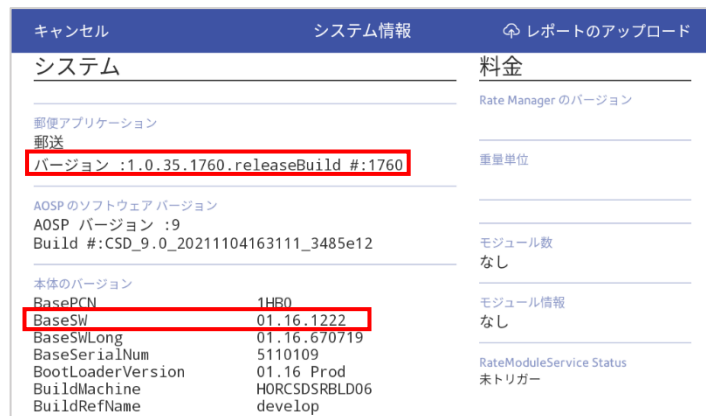 キャンセル
システム情報
レポートのアップロード
システム
郵便アプリケーション
郵送
バージョン :1.0.35.1760.releaseBuild #:1760
AOSP のソフトウェア バージョン
AOSP バージョン :9
Build #:CSD_9.0_20211104163111_3485e12
本体のバージョン
BasePCN 1HB0
BaseSW 01.16.1222
BaseSWLong 01.16.670719
BaseSerialNum 5110109
BootLoaderVersion 01.16 Prod
BuildMachine HORCSDSRBLD06
BuildRefName develop
料金
Rate Manager のバージョン
重量単位
モジュール数
なし
モジュール情報
なし
RateModuleService Status
未トリガー